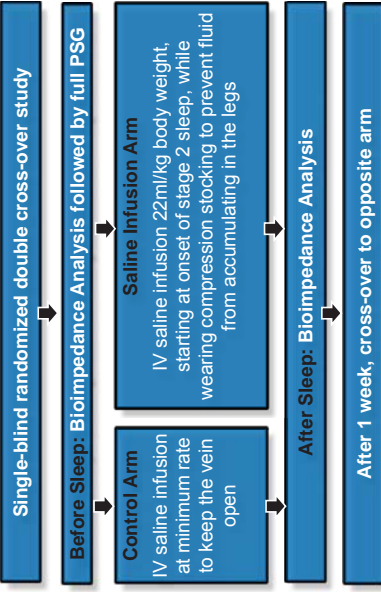 Single-blind randomized double cross-over study
Before Sleep: Bioimpedance Analysis followed by full PSG
Control Arm
IV saline infusion
at minimum rate
to keep the vein
open
Saline Infusion Arm
IV saline infusion 22ml/kg body weight,
starting at onset of stage 2 sleep, while
wearing compression stocking to prevent fluid
from accumulating in the legs
After Sleep: Bioimpedance Analysis
After 1 week, cross-over to opposite arm